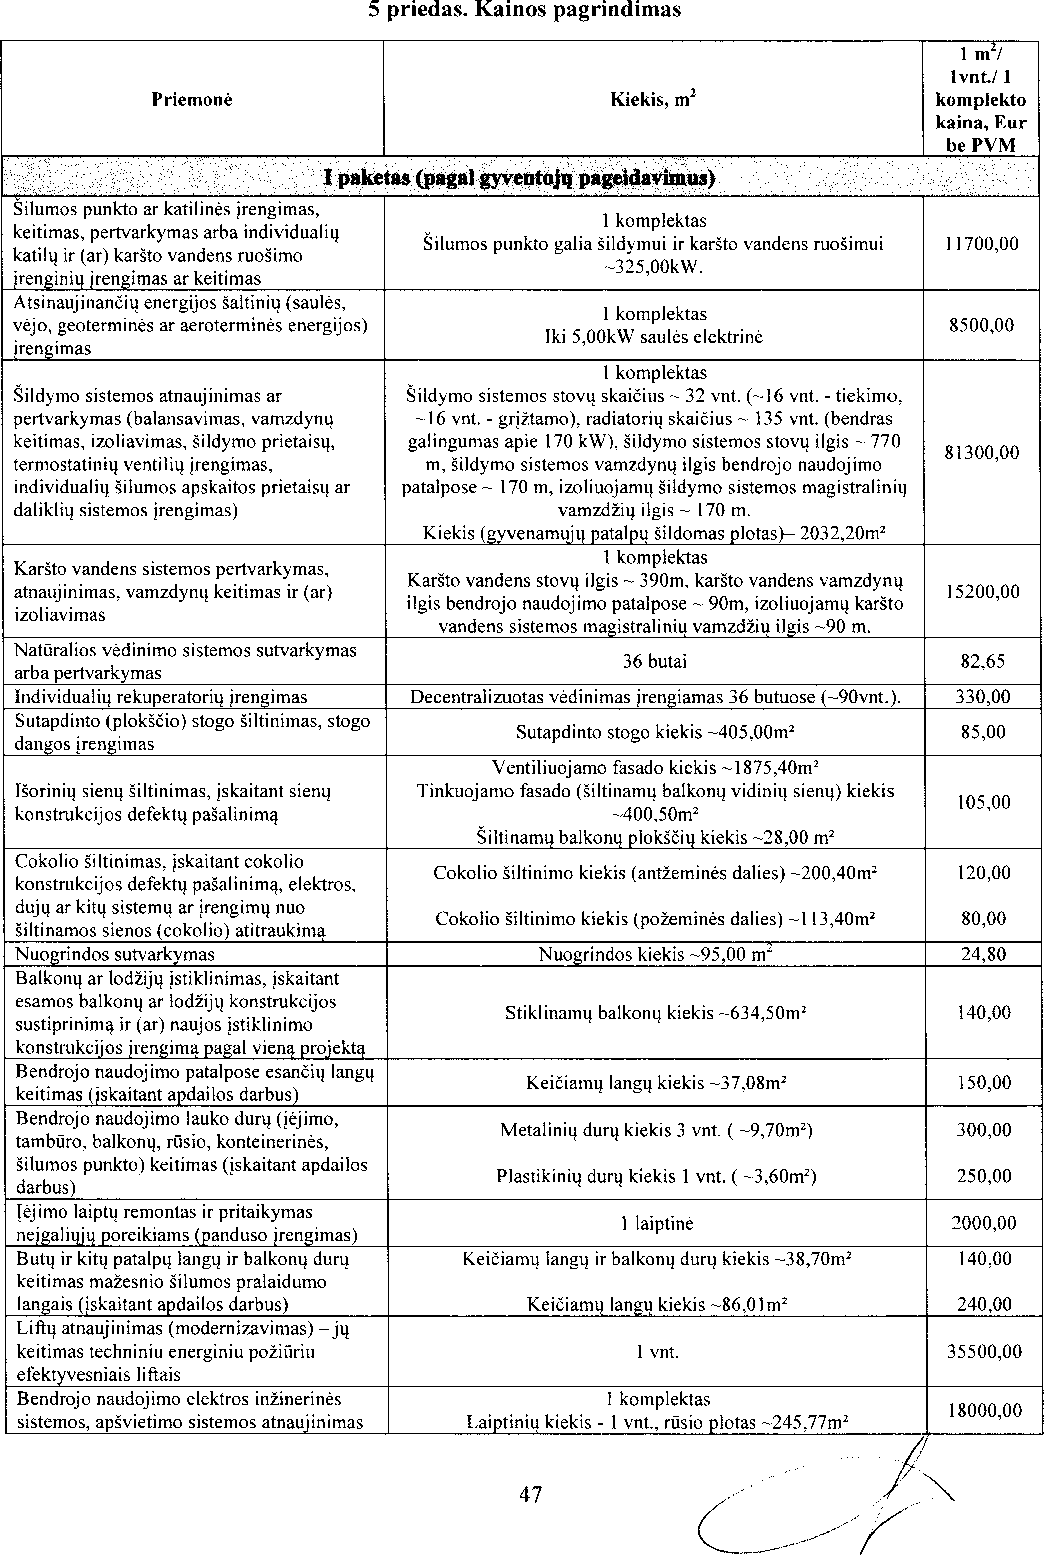 5 priedas. Kainos pagrindimas
Priemonė
Kiekis, m²
1 m²/
1vnt./ 1
komplekto
kaina, Eur
be PVM
I paketas (pagal gyventojų pageidavimus)
Šilumos punkto ar katilinės įrengimas,
keitimas, pertvarkymas arba individualių
katilų ir (ar) karšto vandens ruošimo
įrenginių įrengimas ar keitimas
1 komplektas
Šilumos punkto galia šildymui ir karšto vandens ruošimui
~325,00kW.
11700,00
Atsinaujinančių energijos šaltinių (saulės,
vėjo, geoterminės ar aeroterminės energijos)
įrengimas
1 komplektas
Iki 5,00kW saulės elektrinė
8500,00
Šildymo sistemos atnaujinimas ar
pertvarkymas (balansavimas, vamzdynų
keitimas, izoliavimas, šildymo prietaisų,
termostatinių ventilių įrengimas,
individualių šilumos apskaitos prietaisų ar
daliklių sistemos įrengimas)
1 komplektas
Šildymo sistemos stovų skaičius ~ 32 vnt. (~16 vnt. - tiekimo,
~16 vnt. - grįžtamo), radiatorių skaičius ~ 135 vnt. (bendras
galingumas apie 170 kW), šildymo sistemos stovų ilgis ~ 770
m, šildymo sistemos vamzdynų ilgis bendrojo naudojimo
patalpose ~ 170 m, izoliuojamų šildymo sistemos magistralinių
vamzdžių ilgis ~ 170 m.
Kiekis (gyvenamųjų patalpų šildomas plotas)– 2032,20m²
81300,00
Karšto vandens sistemos pertvarkymas,
atnaujinimas, vamzdynų keitimas ir (ar)
izoliavimas
1 komplektas
Karšto vandens stovų ilgis ~ 390m, karšto vandens vamzdynų
ilgis bendrojo naudojimo patalpose ~ 90m, izoliuojamų karšto
vandens sistemos magistralinių vamzdžių ilgis ~90 m.
15200,00
Natūralios vėdinimo sistemos sutvarkymas
arba pertvarkymas
36 butai
82,65
Individualių rekuperatorių įrengimas
Decentralizuotas vėdinimas įrengiamas 36 butuose (~90vnt.).
330,00
Sutapdinto (plokščio) stogo šiltinimas, stogo
dangos įrengimas
Sutapdinto stogo kiekis ~405,00m²
85,00
Išorinių sienų šiltinimas, įskaitant sienų
konstrukcijos defektų pašalinimą
Ventiliuojamo fasado kiekis ~1875,40m²
Tinkuojamo fasado (šiltinamų balkonų vidinių sienų) kiekis
~400,50m²
Šiltinamų balkonų plokščių kiekis ~28,00 m²
105,00
Cokolio šiltinimas, įskaitant cokolio
konstrukcijos defektų pašalinimą, elektros,
dujų ar kitų sistemų ar įrengimų nuo
šiltinamos sienos (cokolio) atitraukimą
Cokolio šiltinimo kiekis (antžeminės dalies) ~200,40m²
120,00
Cokolio šiltinimo kiekis (požeminės dalies) ~113,40m²
80,00
Nuogrindos sutvarkymas
Nuogrindos kiekis ~95,00 m²
24,80
Balkonų ar lodžijų įstiklinimas, įskaitant
esamos balkonų ar lodžijų konstrukcijos
sustiprinimą ir (ar) naujos įstiklinimo
konstrukcijos įrengimą pagal vieną projektą
Stiklinamų balkonų kiekis ~634,50m²
140,00
Bendrojo naudojimo patalpose esančių langų
keitimas (įskaitant apdailos darbus)
Keičiamų langų kiekis ~37,08m²
150,00
Bendrojo naudojimo lauko durų (įėjimo,
tambūro, balkonų, rūsio, konteinerinės,
šilumos punkto) keitimas (įskaitant apdailos
darbus)
Metalinių durų kiekis 3 vnt. ( ~9,70m²)
300,00
Plastikinių durų kiekis 1 vnt. ( ~3,60m²)
250,00
Įėjimo laiptų remontas ir pritaikymas
neįgaliųjų poreikiams (panduso įrengimas)
1 laiptinė
2000,00
Butų ir kitų patalpų langų ir balkonų durų
keitimas mažesnio šilumos pralaidumo
langais (įskaitant apdailos darbus)
Keičiamų langų ir balkonų durų kiekis ~38,70m²
140,00
Keičiamų langų kiekis ~86,01m²
240,00
Liftų atnaujinimas (modernizavimas) – jų
keitimas techniniu energiniu požiūriu
efektyvesniais liftais
1 vnt.
35500,00
Bendrojo naudojimo elektros inžinerinės
sistemos, apšvietimo sistemos atnaujinimas
1 komplektas
Laiptinių kiekis - 1 vnt., rūsio plotas ~245,77m²
18000,00
47